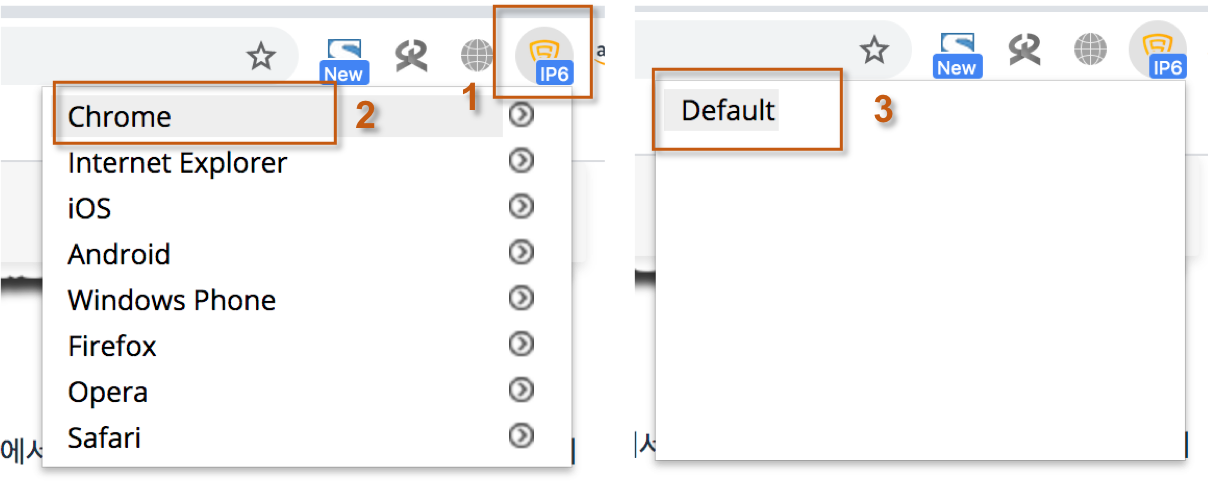 New
IP6
1
Chrome
2
Internet Explorer
iOS
Android
Windows Phone
Firefox
Opera
Safari
에서
New
IP6
Default
3